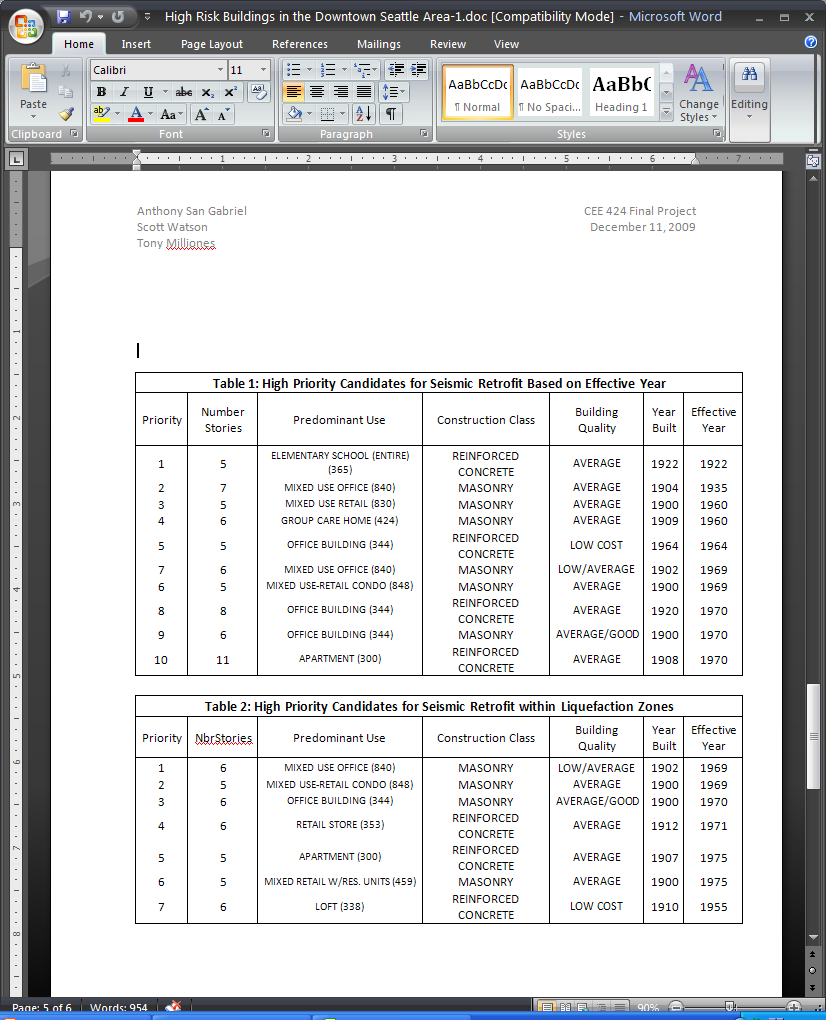 High Risk Buildings in the Downtown Seattle Area-1.doc [Compatibility Mode] - Microsoft Word
Home Insert Page Layout References Mailings Review View
Calibri 11
Paste
B I U abc X₂ X²
ab A Aa A A
AaBbCcDc AaBbCcDc AaBbC
¶ Normal ¶ No Spaci... Heading 1
Change Styles
Editing
Clipboard Font Paragraph Styles
L 1 2 3 4 5 6 7
Anthony San Gabriel CEE 424 Final Project
Scott Watson December 11, 2009
Tony Milliones
Table 1: High Priority Candidates for Seismic Retrofit Based on Effective Year
Priority Number Stories Predominant Use Construction Class Building Quality Year Built Effective Year
1 5 ELEMENTARY SCHOOL (ENTIRE) (365) REINFORCED CONCRETE AVERAGE 1922 1922
2 7 MIXED USE OFFICE (840) MASONRY AVERAGE 1904 1935
3 5 MIXED USE RETAIL (830) MASONRY AVERAGE 1900 1960
4 6 GROUP CARE HOME (424) MASONRY AVERAGE 1909 1960
5 5 OFFICE BUILDING (344) REINFORCED CONCRETE LOW COST 1964 1964
7 6 MIXED USE OFFICE (840) MASONRY LOW/AVERAGE 1902 1969
6 5 MIXED USE-RETAIL CONDO (848) MASONRY AVERAGE 1900 1969
8 8 OFFICE BUILDING (344) REINFORCED CONCRETE AVERAGE 1920 1970
9 6 OFFICE BUILDING (344) MASONRY AVERAGE/GOOD 1900 1970
10 11 APARTMENT (300) REINFORCED CONCRETE AVERAGE 1908 1970
Table 2: High Priority Candidates for Seismic Retrofit within Liquefaction Zones
Priority NbrStories Predominant Use Construction Class Building Quality Year Built Effective Year
1 6 MIXED USE OFFICE (840) MASONRY LOW/AVERAGE 1902 1969
2 5 MIXED USE-RETAIL CONDO (848) MASONRY AVERAGE 1900 1969
3 6 OFFICE BUILDING (344) MASONRY AVERAGE/GOOD 1900 1970
4 6 RETAIL STORE (353) REINFORCED CONCRETE AVERAGE 1912 1971
5 5 APARTMENT (300) REINFORCED CONCRETE AVERAGE 1907 1975
6 5 MIXED RETAIL W/RES. UNITS (459) MASONRY AVERAGE 1900 1975
7 6 LOFT (338) REINFORCED CONCRETE LOW COST 1910 1955
Page: 5 of 6 Words: 954 90%